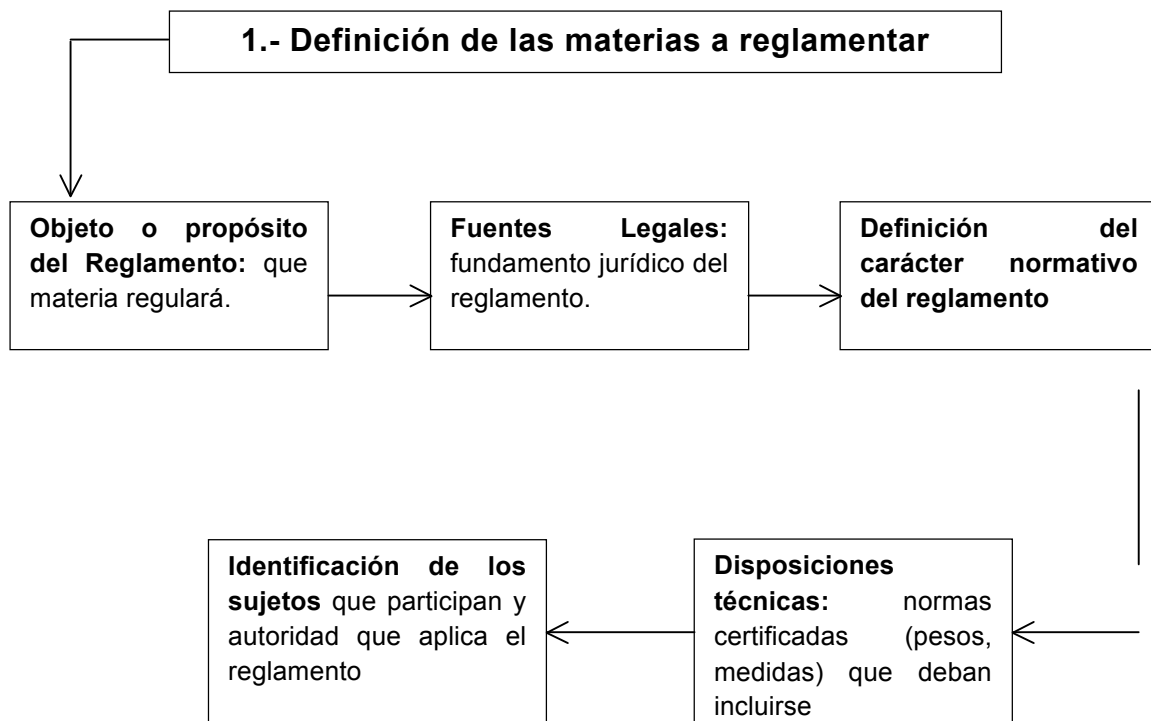 1.- Definición de las materias a reglamentar
Objeto o propósito
del Reglamento: que
materia regulará.
Fuentes Legales:
fundamento jurídico del
reglamento.
Definición del
carácter normativo
del reglamento
Identificación de los
sujetos que participan y
autoridad que aplica el
reglamento
Disposiciones
técnicas: normas
certificadas (pesos,
medidas) que deban
incluirse